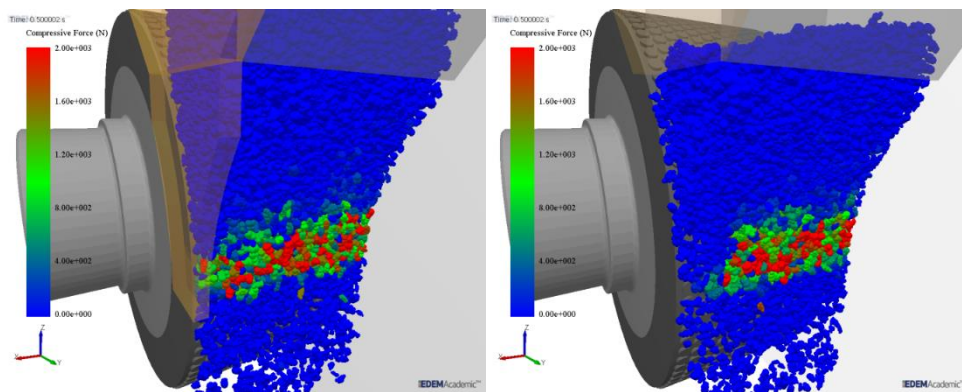 Time: 0.500002 s
Compressive Force (N)
2.00e+003
1.60e+003
1.20e+003
8.00e+002
4.00e+002
0.00e+000
Z
X
Y
EDEMAcademic™
Time: 0.500002 s
Compressive Force (N)
2.00e+003
1.60e+003
1.20e+003
8.00e+002
4.00e+002
0.00e+000
Z
X
Y
EDEMAcademic™